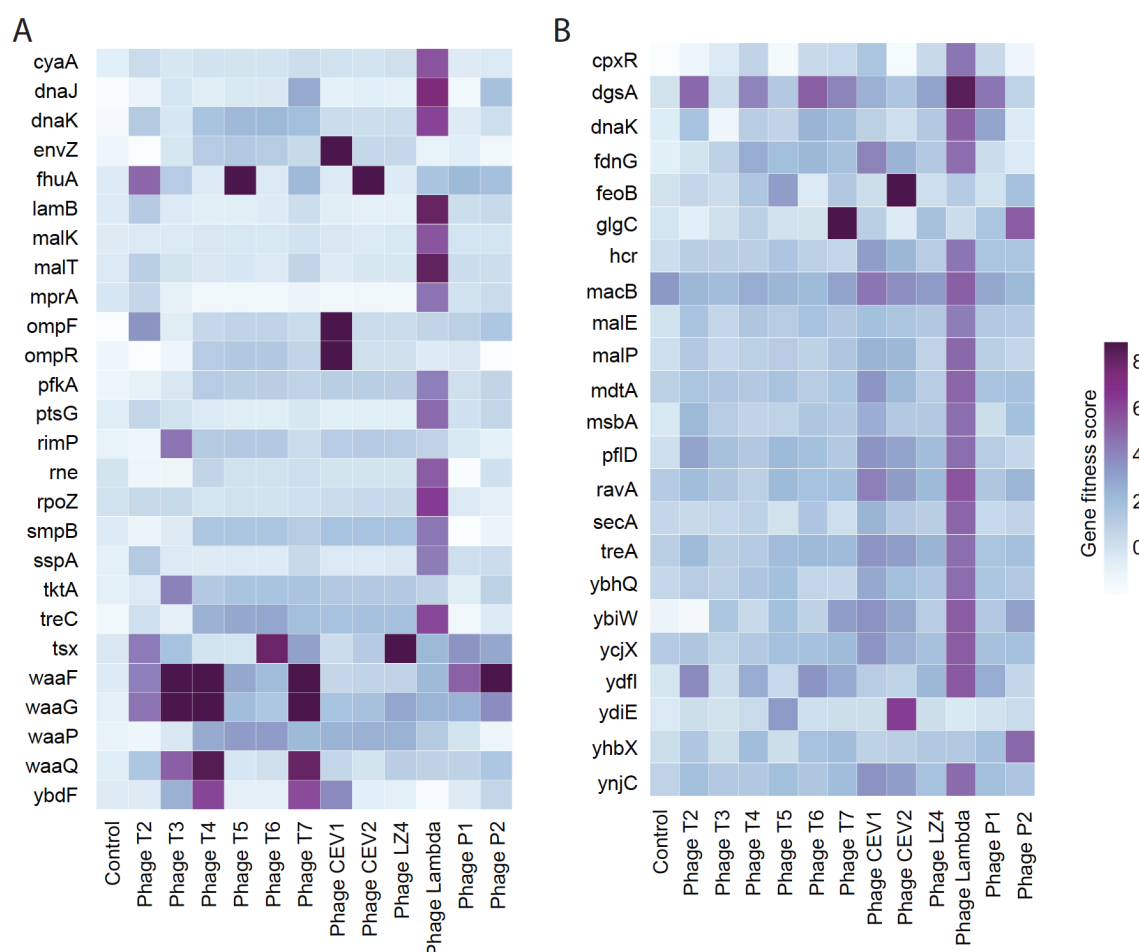 A
cyaA
dnaJ
dnaK
envZ
fhuA
lamB
malK
malT
mprA
ompF
ompR
pfkA
ptsG
rimP
rne
rpoZ
smpB
sspA
tktA
treC
tsx
waaF
waaG
waaP
waaQ
ybdF
Control
Phage T2
Phage T3
Phage T4
Phage T5
Phage T6
Phage T7
Phage CEV1
Phage CEV2
Phage LZ4
Phage Lambda
Phage P1
Phage P2
B
cpxR
dgsA
dnaK
fdnG
feoB
glgC
hcr
macB
malE
malP
mdtA
msbA
pflD
ravA
secA
treA
ybhQ
ybiW
ycjX
ydfI
ydiE
yhbX
ynjC
Control
Phage T2
Phage T3
Phage T4
Phage T5
Phage T6
Phage T7
Phage CEV1
Phage CEV2
Phage LZ4
Phage Lambda
Phage P1
Phage P2
Gene fitness score
8
6
4
2
0